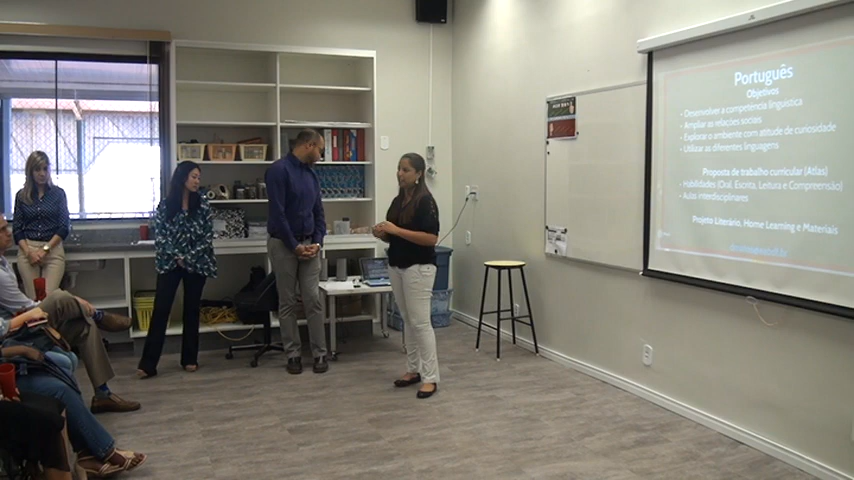 Português
Objetivos
- Desenvolver a competência linguística
- Ampliar as relações sociais
- Explorar o ambiente com atitude de curiosidade
- Utilizar as diferentes linguagens
Proposta de trabalho curricular (Atlas)
- Habilidades (Oral, Escrita, Leitura e Compreensão)
- Aulas interdisciplinares
Projeto Literário, Home Learning e Materiais